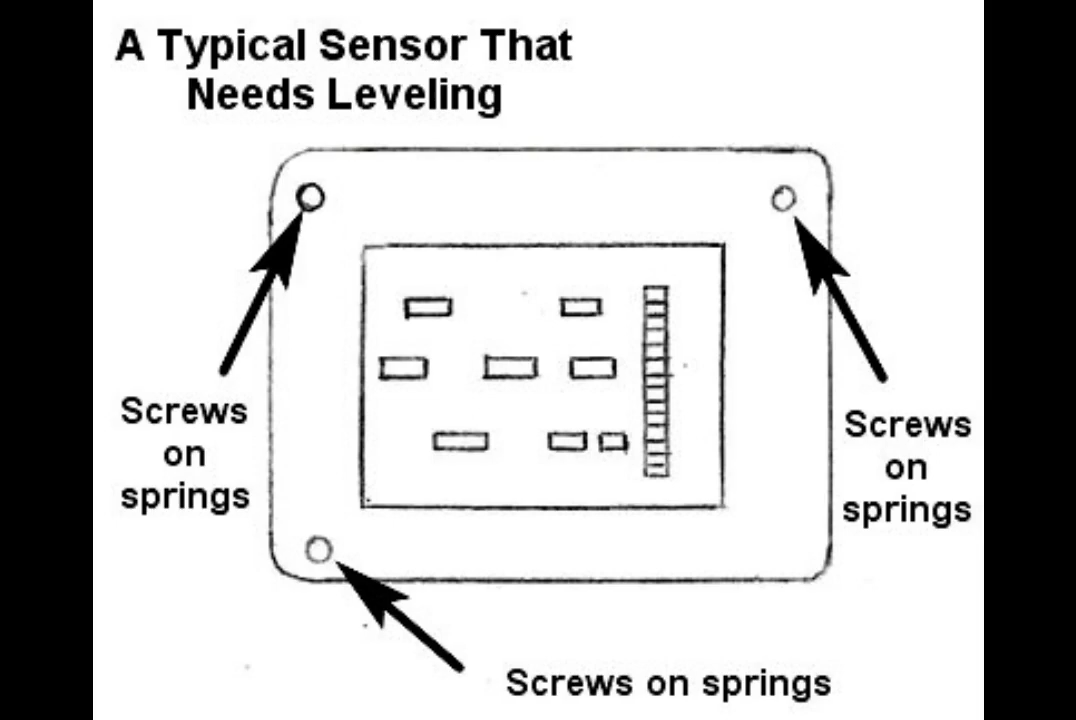 A Typical Sensor That
Needs Leveling
Screws
on
springs
Screws
on
springs
Screws on springs